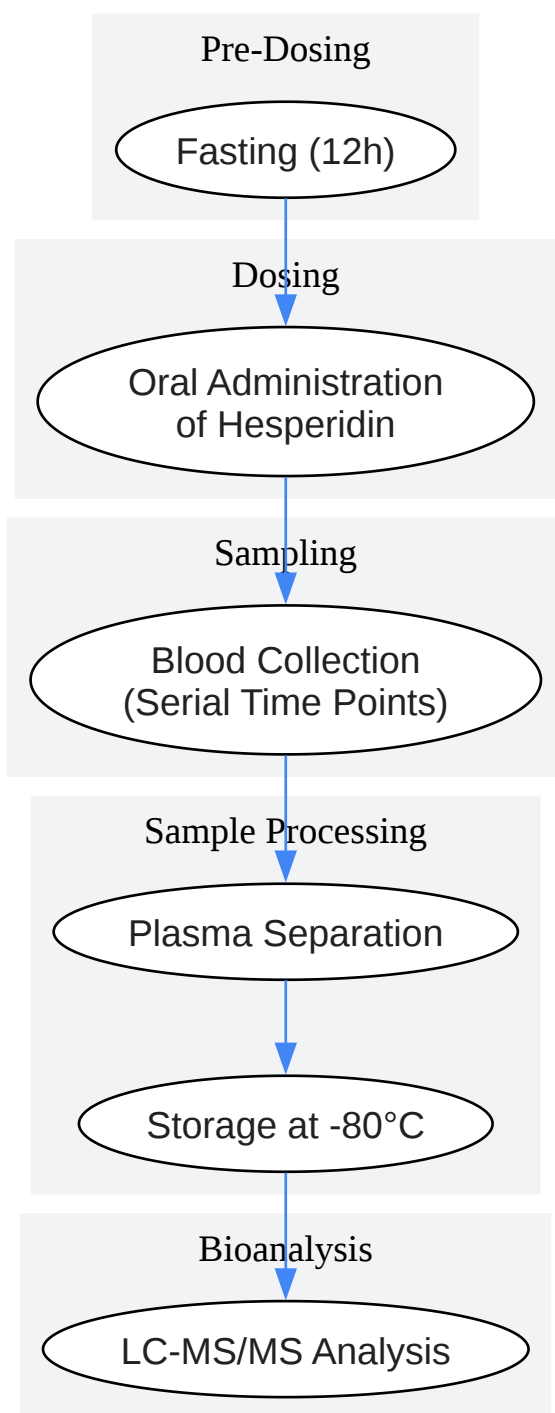 Pre-Dosing
Fasting (12h)
Dosing
Oral Administration
of Hesperidin
Sampling
Blood Collection
(Serial Time Points)
Sample Processing
Plasma Separation
Storage at -80°C
Bioanalysis
LC-MS/MS Analysis